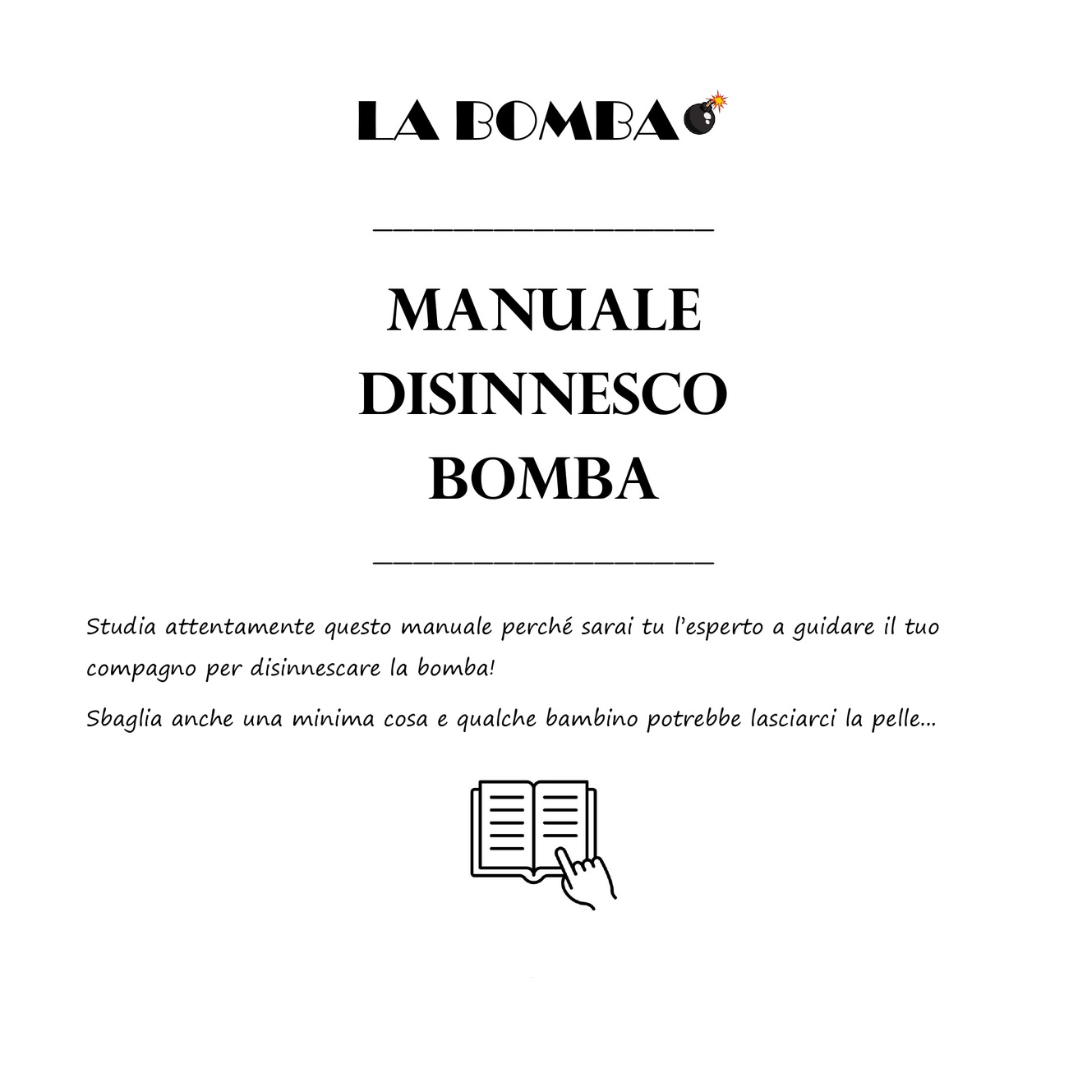 LA BOMBA
MANUALE
DISINNESCO
BOMBA
Studia attentamente questo manuale perché sarai tu l’esperto a guidare il tuo
compagno per disinnescare la bomba!
Sbaglia anche una minima cosa e qualche bambino potrebbe lasciarci la pelle...